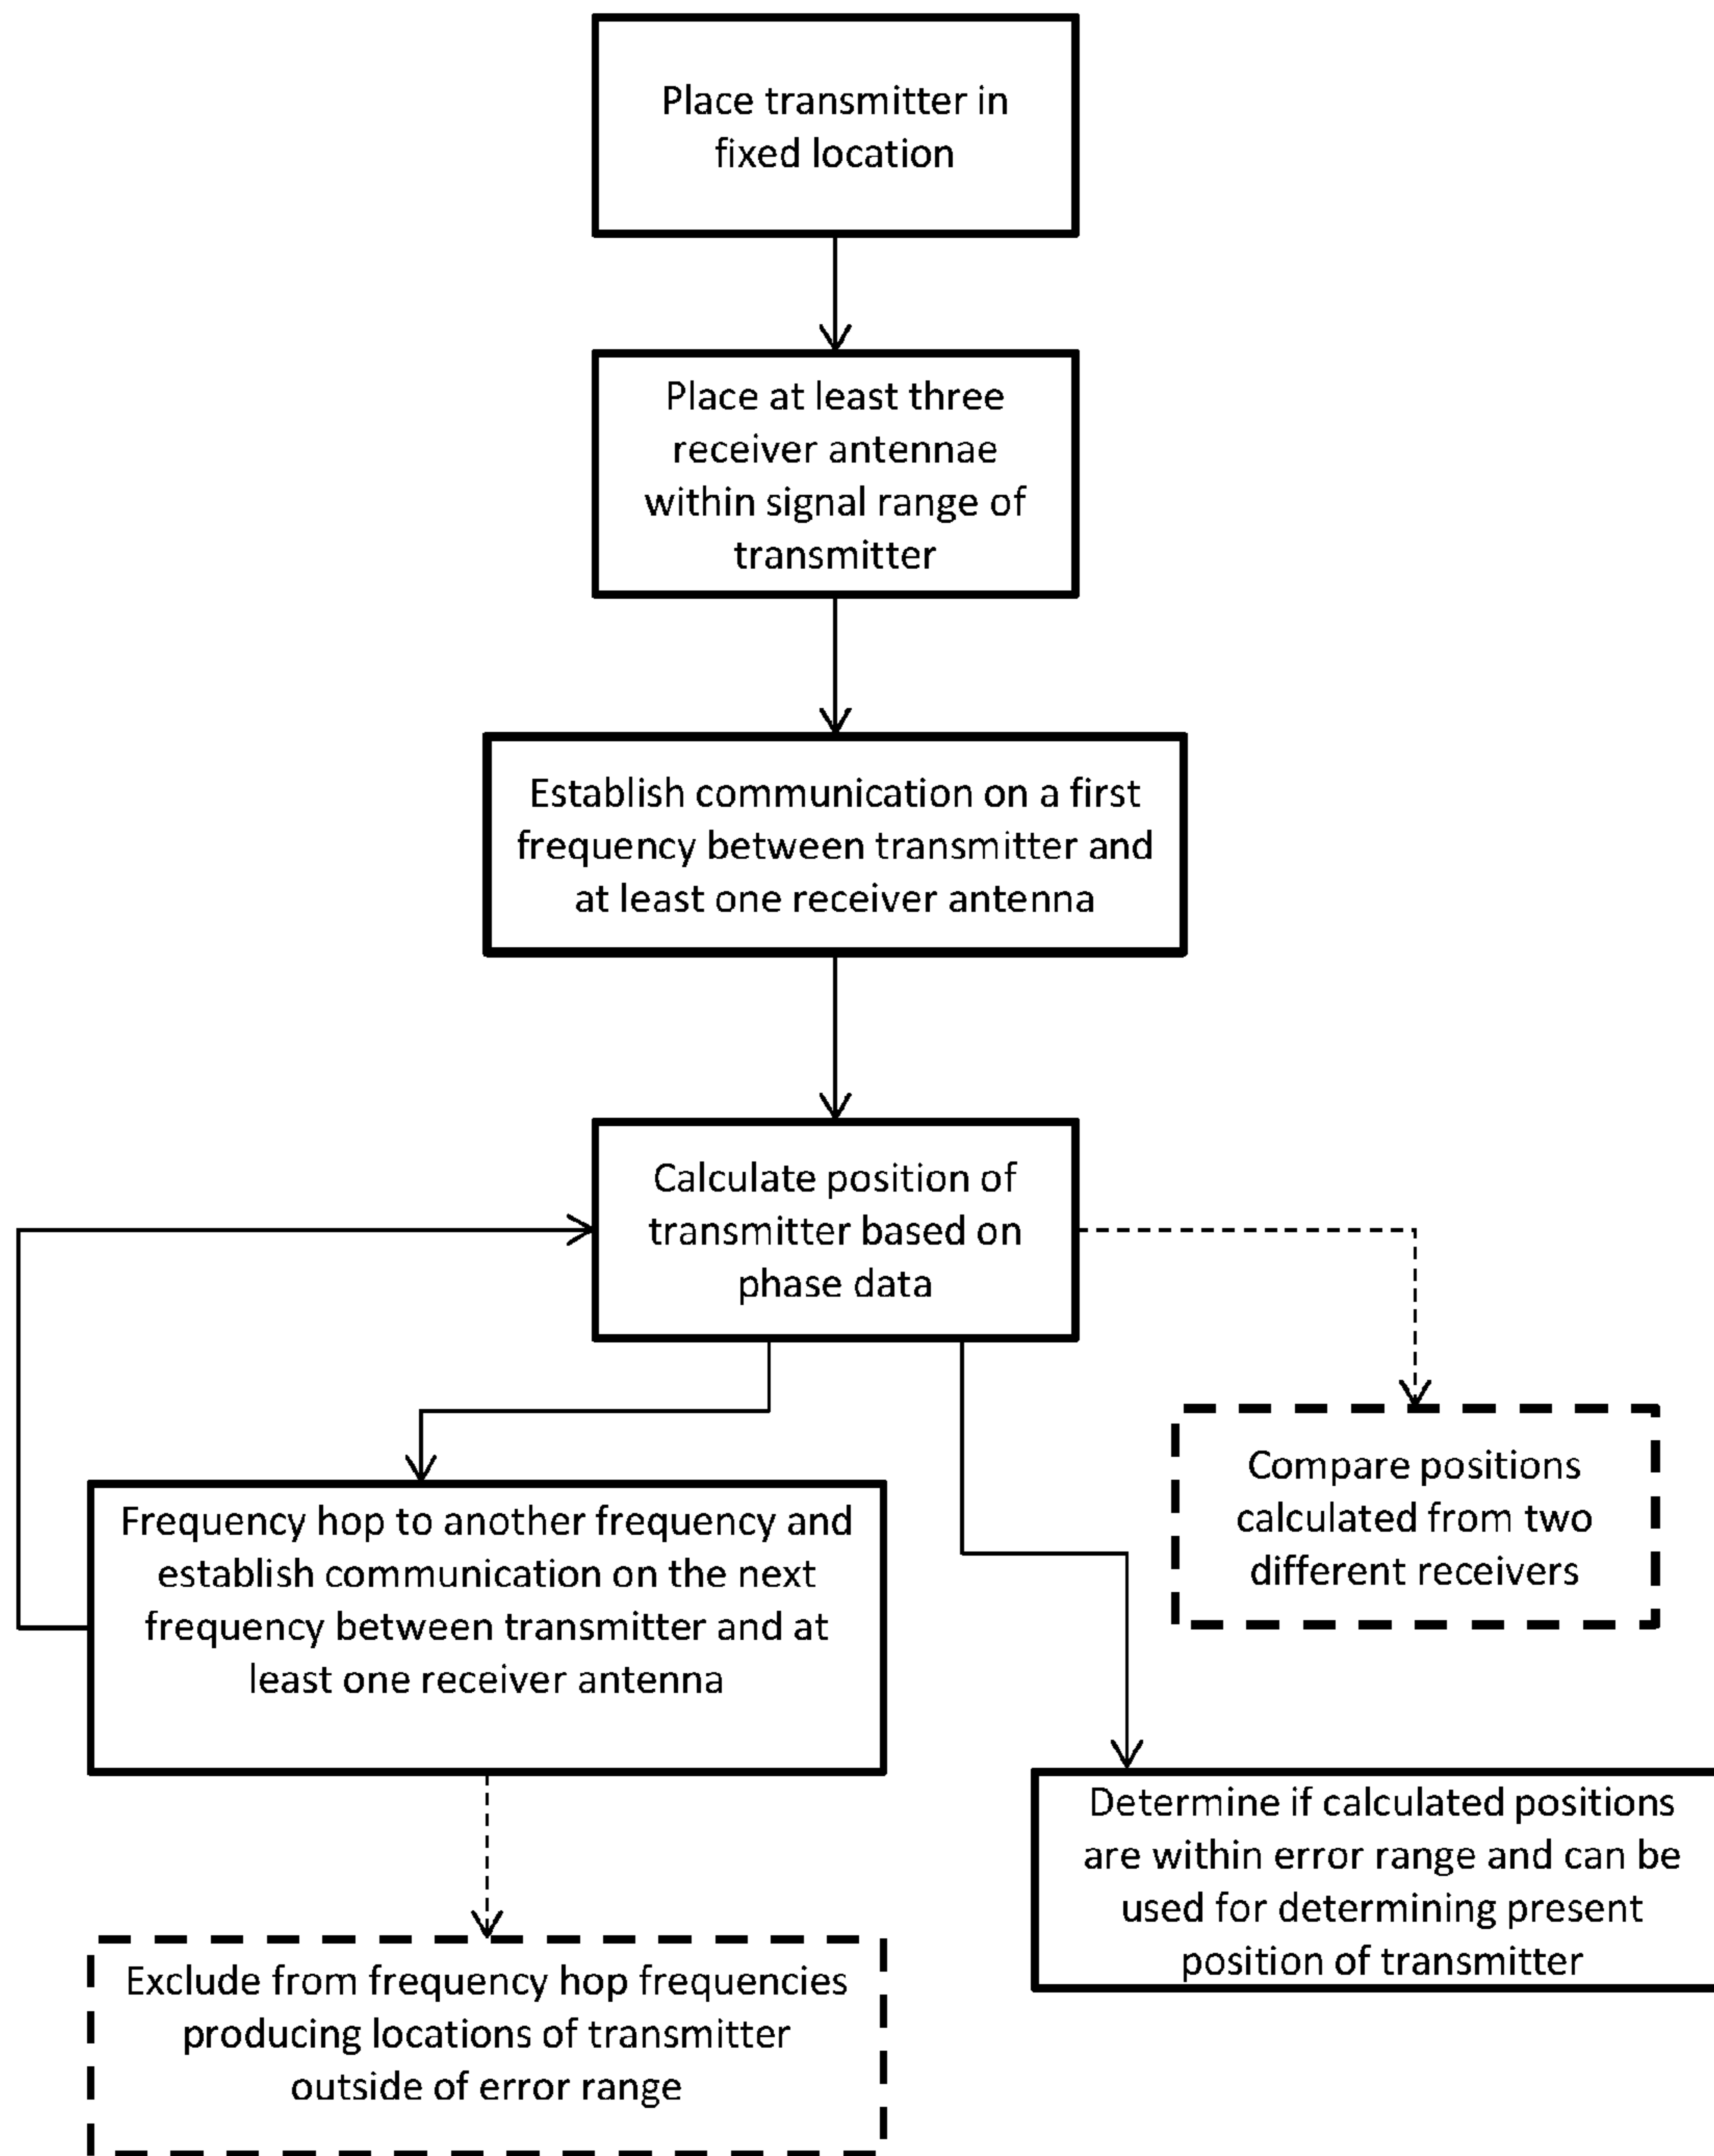 Place transmitter in
fixed location
Place at least three
receiver antennae
within signal range of
transmitter
Establish communication on a first
frequency between transmitter and
at least one receiver antenna
Calculate position of
transmitter based on
phase data
Compare positions
calculated from two
different receivers
Frequency hop to another frequency and
establish communication on the next
frequency between transmitter and at
least one receiver antenna
Determine if calculated positions
are within error range and can be
used for determining present
position of transmitter
Exclude from frequency hop frequencies
producing locations of transmitter
outside of error range